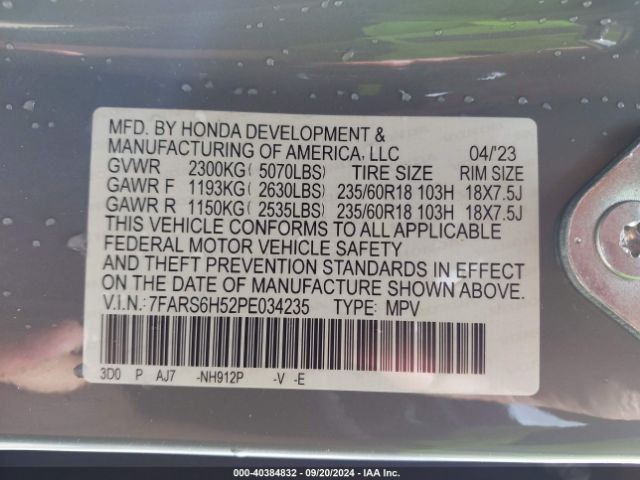 MFD. BY HONDA DEVELOPMENT &
MANUFACTURING OF AMERICA, LLC 04/'23
GVWR 2300KG( 5070LBS) TIRE SIZE RIM SIZE
GAWR F 1193KG( 2630LBS) 235/60R18 103H 18X7.5J
GAWR R 1150KG( 2535LBS) 235/60R18 103H 18X7.5J
THIS VEHICLE CONFORMS TO ALL APPLICABLE
FEDERAL MOTOR VEHICLE SAFETY
AND THEFT PREVENTION STANDARDS IN EFFECT
ON THE DATE OF MANUFACTURE SHOWN ABOVE.
V.I.N.: 7FARS6H52PE034235 TYPE: MPV
3D0 P AJ7 -NH912P -V -E
000-40384832 - 09/20/2024 - IAA Inc.